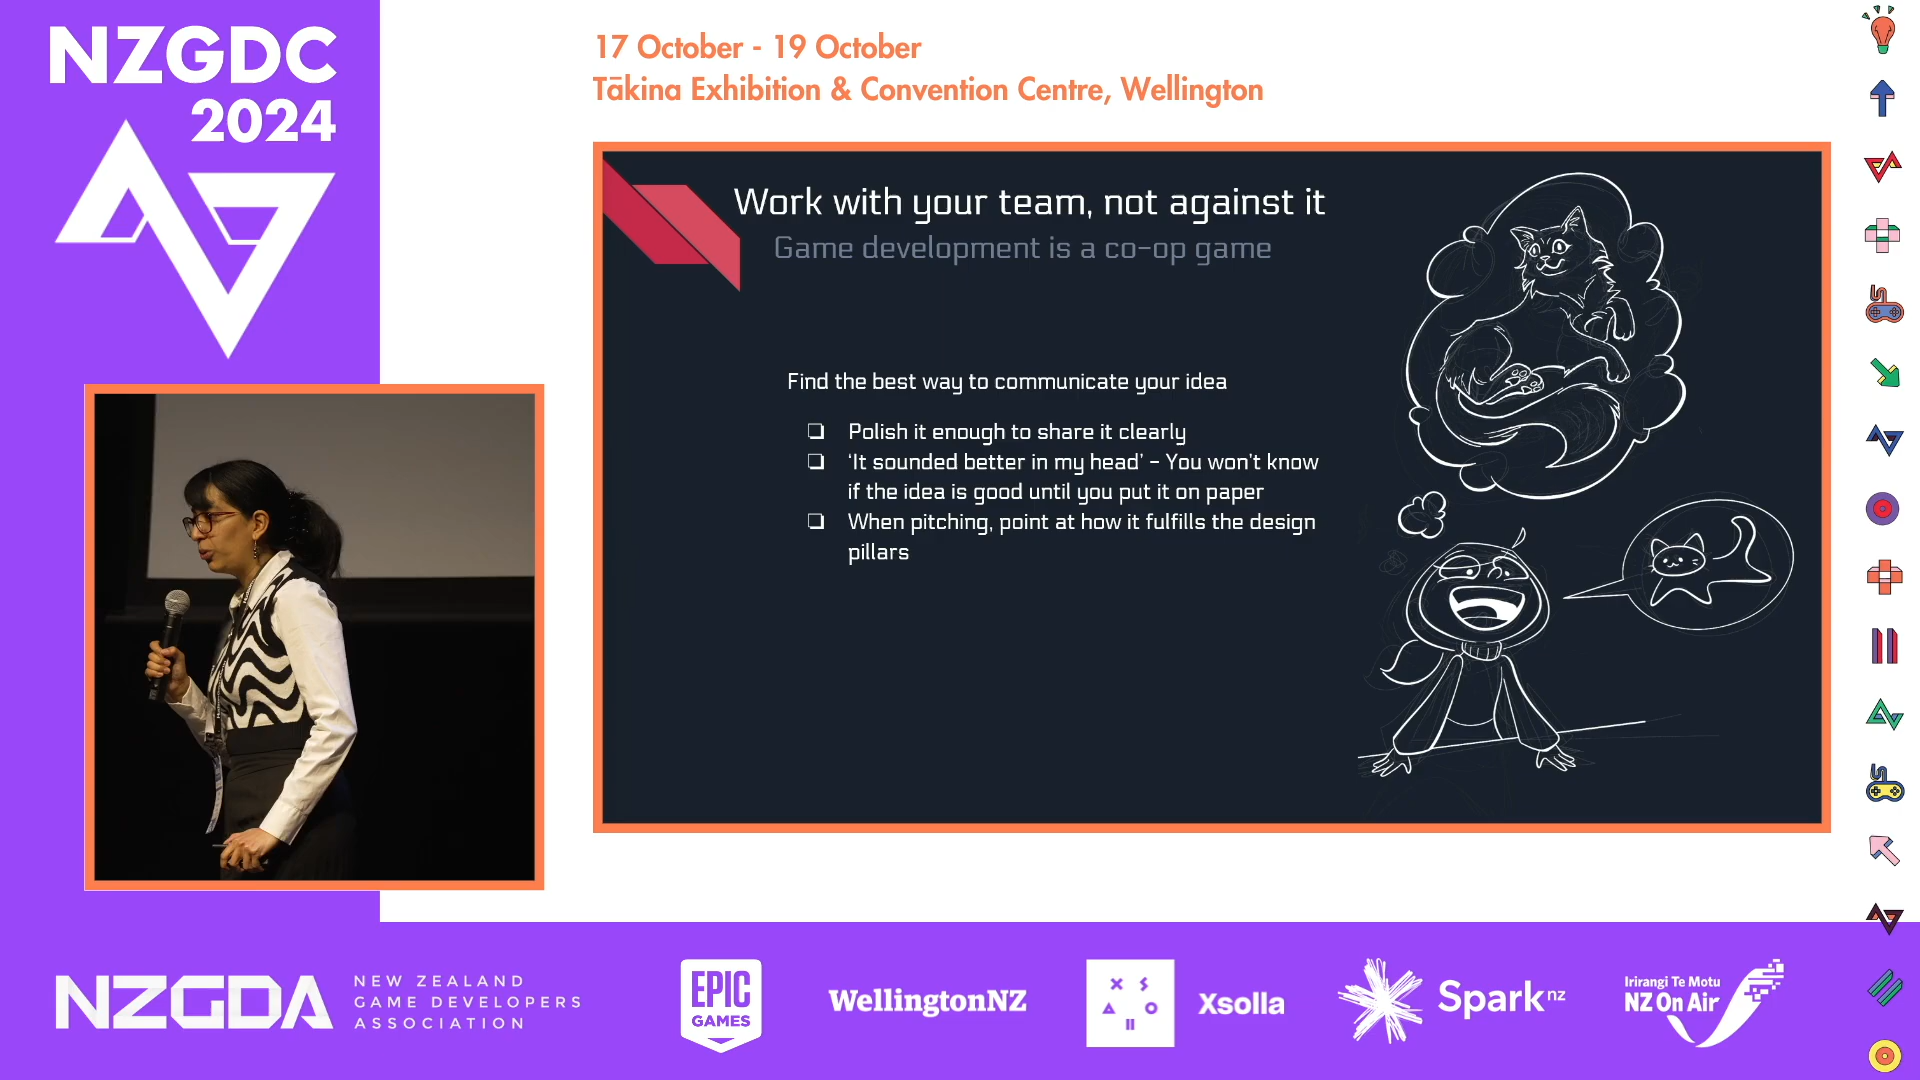 NZGDC
2024
17 October - 19 October
Tākina Exhibition & Convention Centre, Wellington
Work with your team, not against it
Game development is a co-op game
Find the best way to communicate your idea
Polish it enough to share it clearly
‘It sounded better in my head’ - You won't know
if the idea is good until you put it on paper
When pitching, point at how it fulfills the design
pillars
NZGDA
NEW ZEALAND
GAME DEVELOPERS
ASSOCIATION
EPIC
GAMES
WellingtonNZ
Xsolla
Spark nz
Irirangi Te Motu
NZ On Air